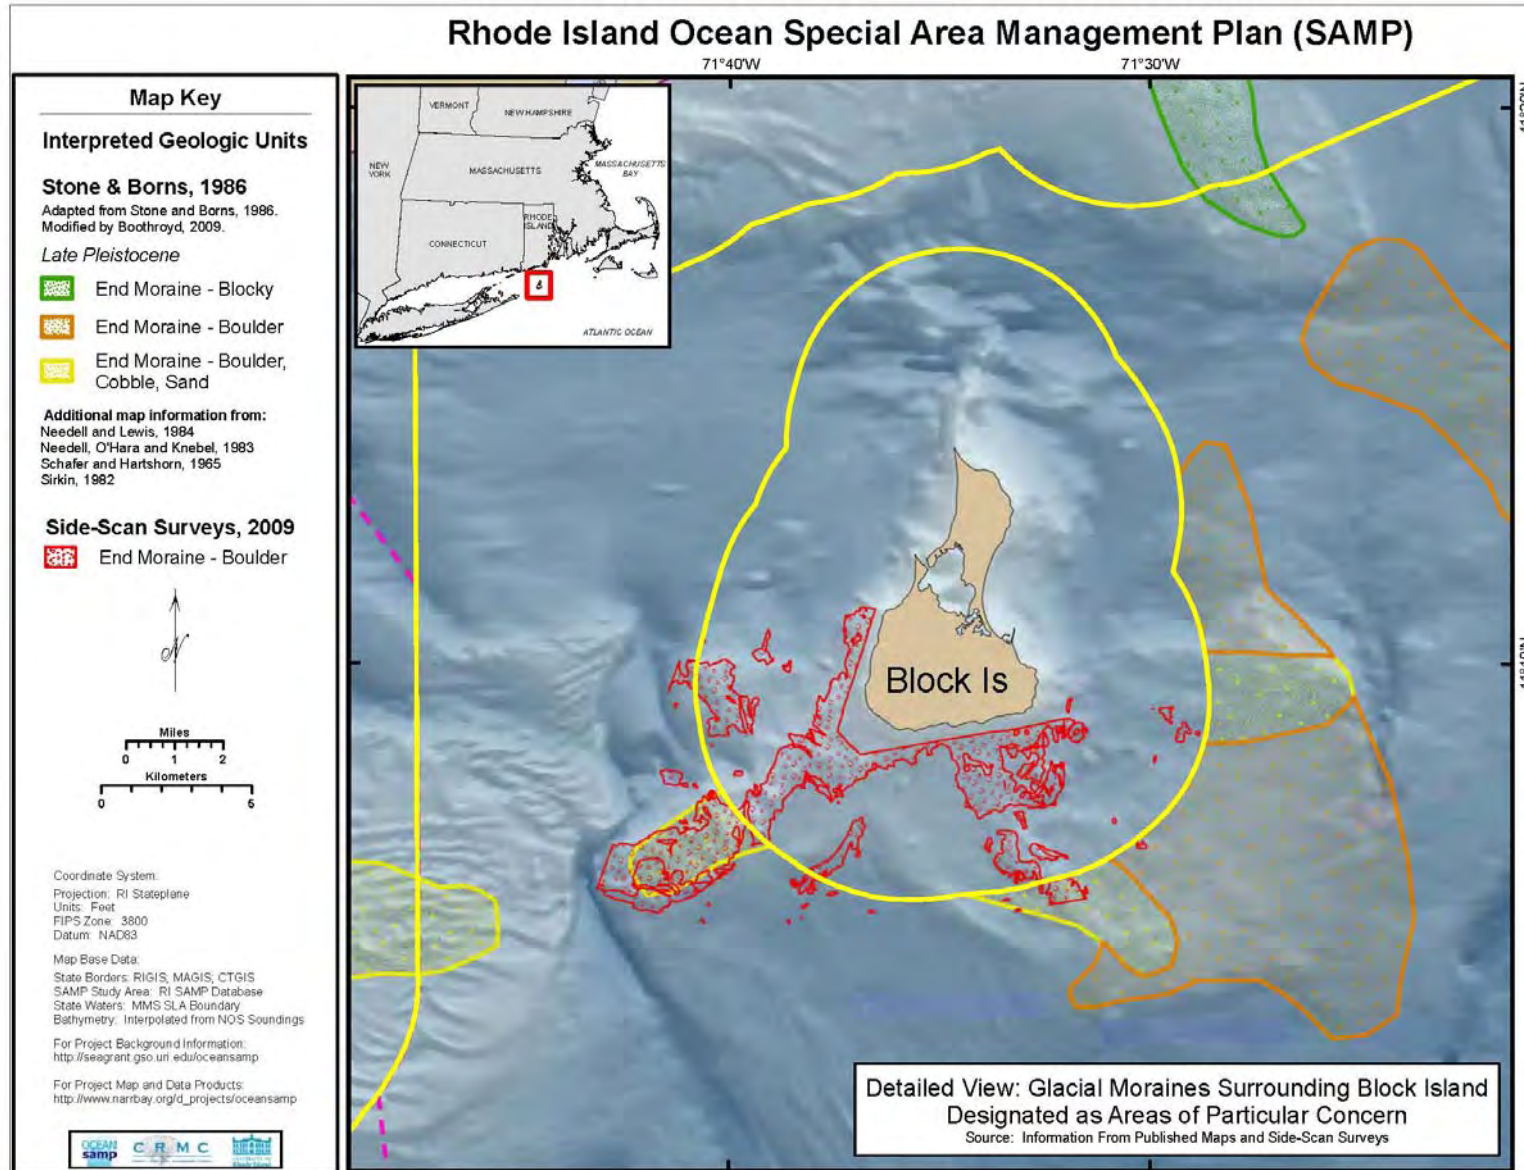 Rhode Island Ocean Special Area Management Plan (SAMP)
71°40'W
71°30'W
Map Key
Interpreted Geologic Units
Stone & Borns, 1986
Adapted from Stone and Borns, 1986.
Modified by Boothroyd, 2009.
Late Pleistocene
End Moraine - Blocky
End Moraine - Boulder
End Moraine - Boulder,
Cobble, Sand
Additional map information from:
Needell and Lewis, 1984
Needell, O'Hara and Knebel, 1983
Schafer and Hartshorn, 1965
Sirkin, 1982
Side-Scan Surveys, 2009
End Moraine - Boulder
N
Miles
0 1 2
Kilometers
0 5
Coordinate System:
Projection: RI Stateplane
Units: Feet
FIPS Zone: 3800
Datum: NAD83
Map Base Data:
State Borders: RIGIS, MAGIS, CTGIS
SAMP Study Area: RI SAMP Database
State Waters: MMS SLA Boundary
Bathymetry: Interpolated from NOS Soundings
For Project Background Information:
http://seagrant.gso.uri.edu/oceansamp
For Project Map and Data Products:
http://www.narrbay.org/d_projects/oceansamp
OCEAN
samp
C R M C
VERMONT
NEW HAMPSHIRE
NEW
YORK
MASSACHUSETTS
MASSACHUSETTS
BAY
RHODE
ISLAND
CONNECTICUT
ATLANTIC OCEAN
Block Is
Detailed View: Glacial Moraines Surrounding Block Island
Designated as Areas of Particular Concern
Source: Information From Published Maps and Side-Scan Surveys